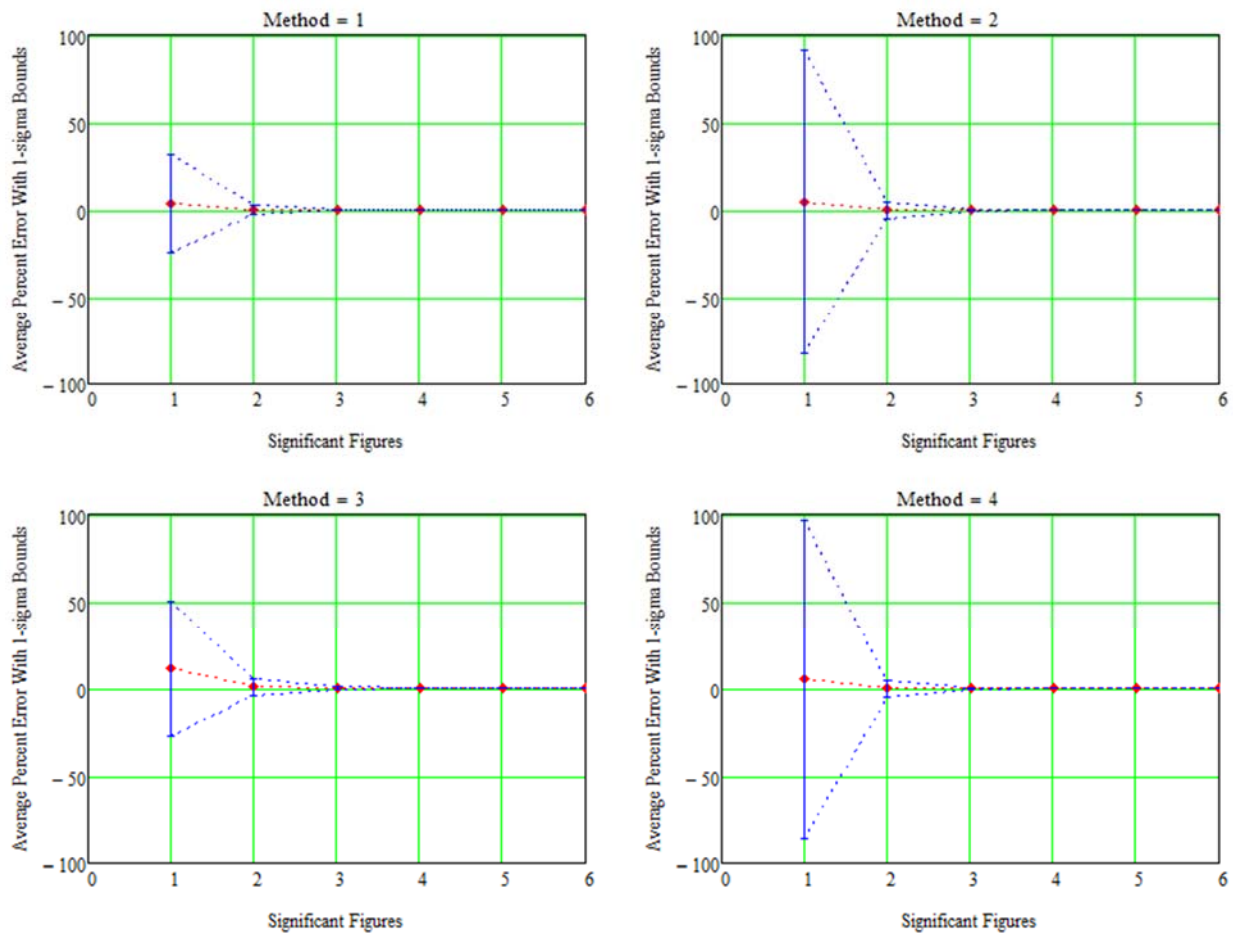 Method = 1
Average Percent Error With 1-sigma Bounds
100
50
0
– 50
– 100
0 1 2 3 4 5 6
Significant Figures
Method = 2
Average Percent Error With 1-sigma Bounds
100
50
0
– 50
– 100
0 1 2 3 4 5 6
Significant Figures
Method = 3
Average Percent Error With 1-sigma Bounds
100
50
0
– 50
– 100
0 1 2 3 4 5 6
Significant Figures
Method = 4
Average Percent Error With 1-sigma Bounds
100
50
0
– 50
– 100
0 1 2 3 4 5 6
Significant Figures